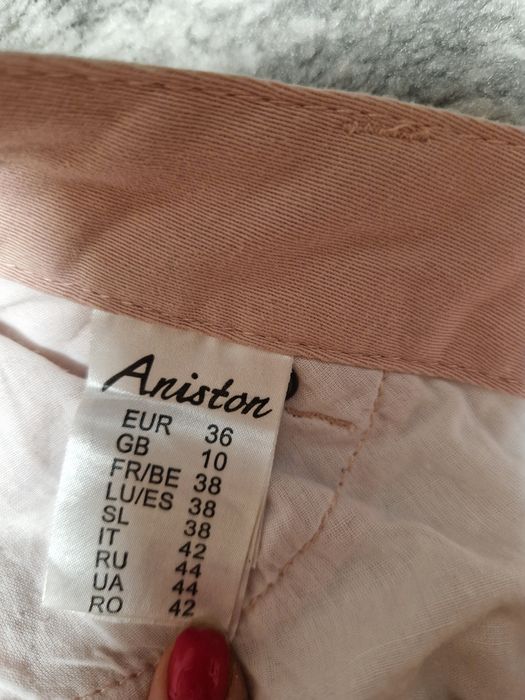 Aniston
EUR 36
GB 10
FR/BE 38
LU/ES 38
SL 38
IT 42
RU 44
UA 44
RO 42